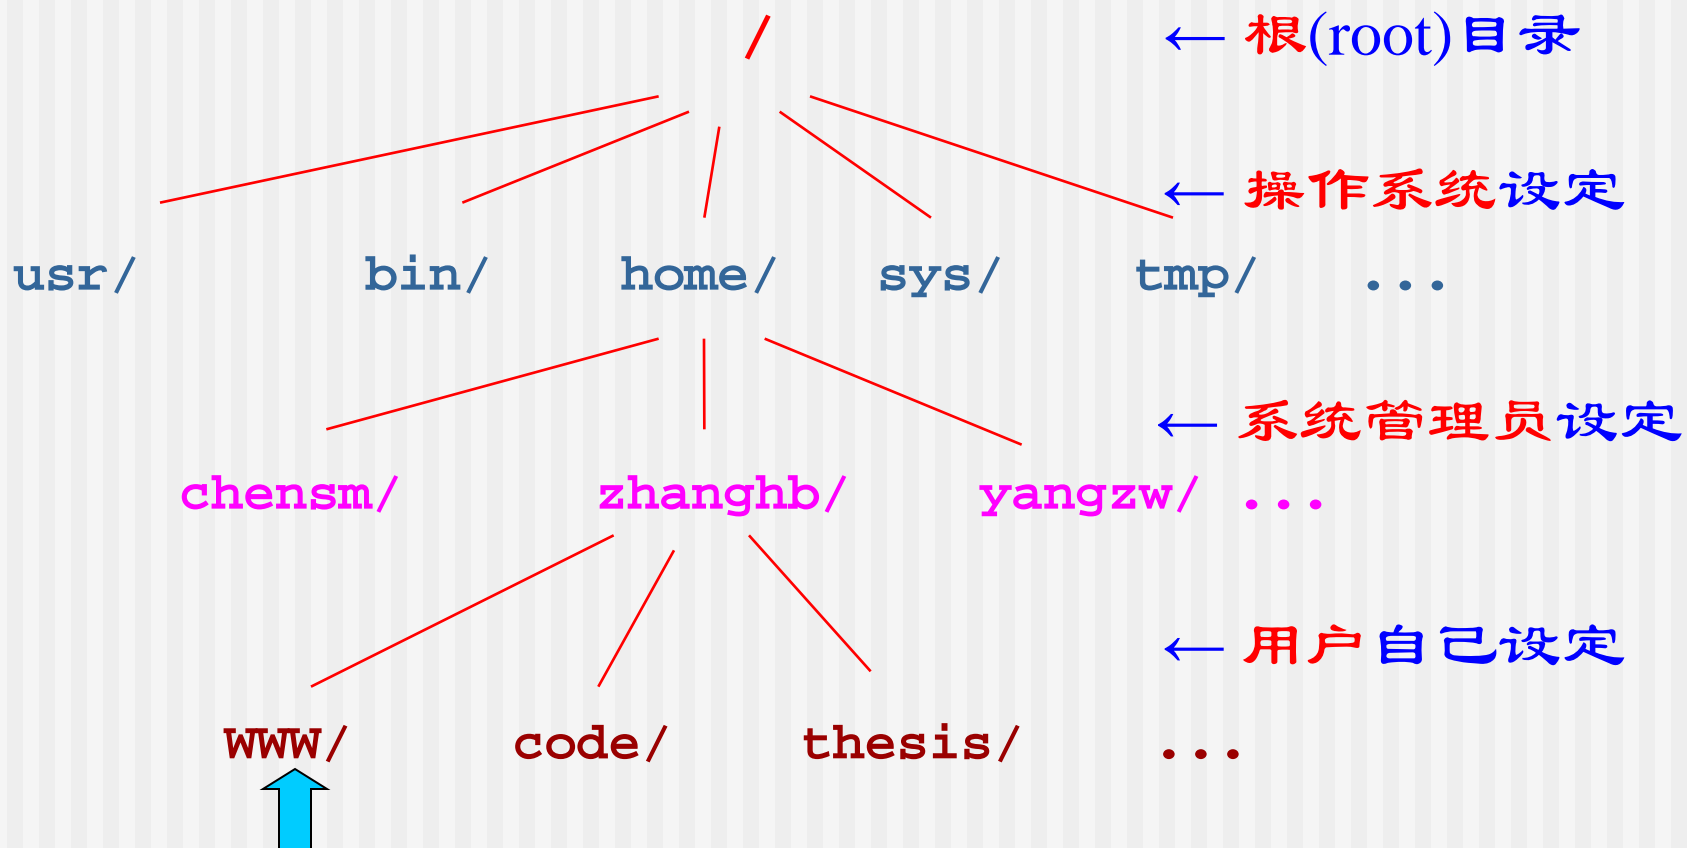 / ← 根(root)目录
← 操作系统设定
usr/ bin/ home/ sys/ tmp/ ...
← 系统管理员设定
chensm/ zhanghb/ yangzw/ ...
← 用户自己设定
WWW/ code/ thesis/ ...